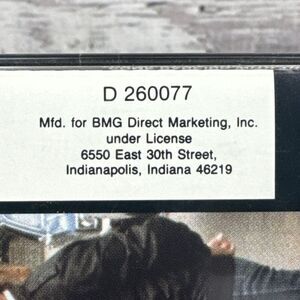 D 260077
Mfd. for BMG Direct Marketing, Inc.
under License
6550 East 30th Street,
Indianapolis, Indiana 46219